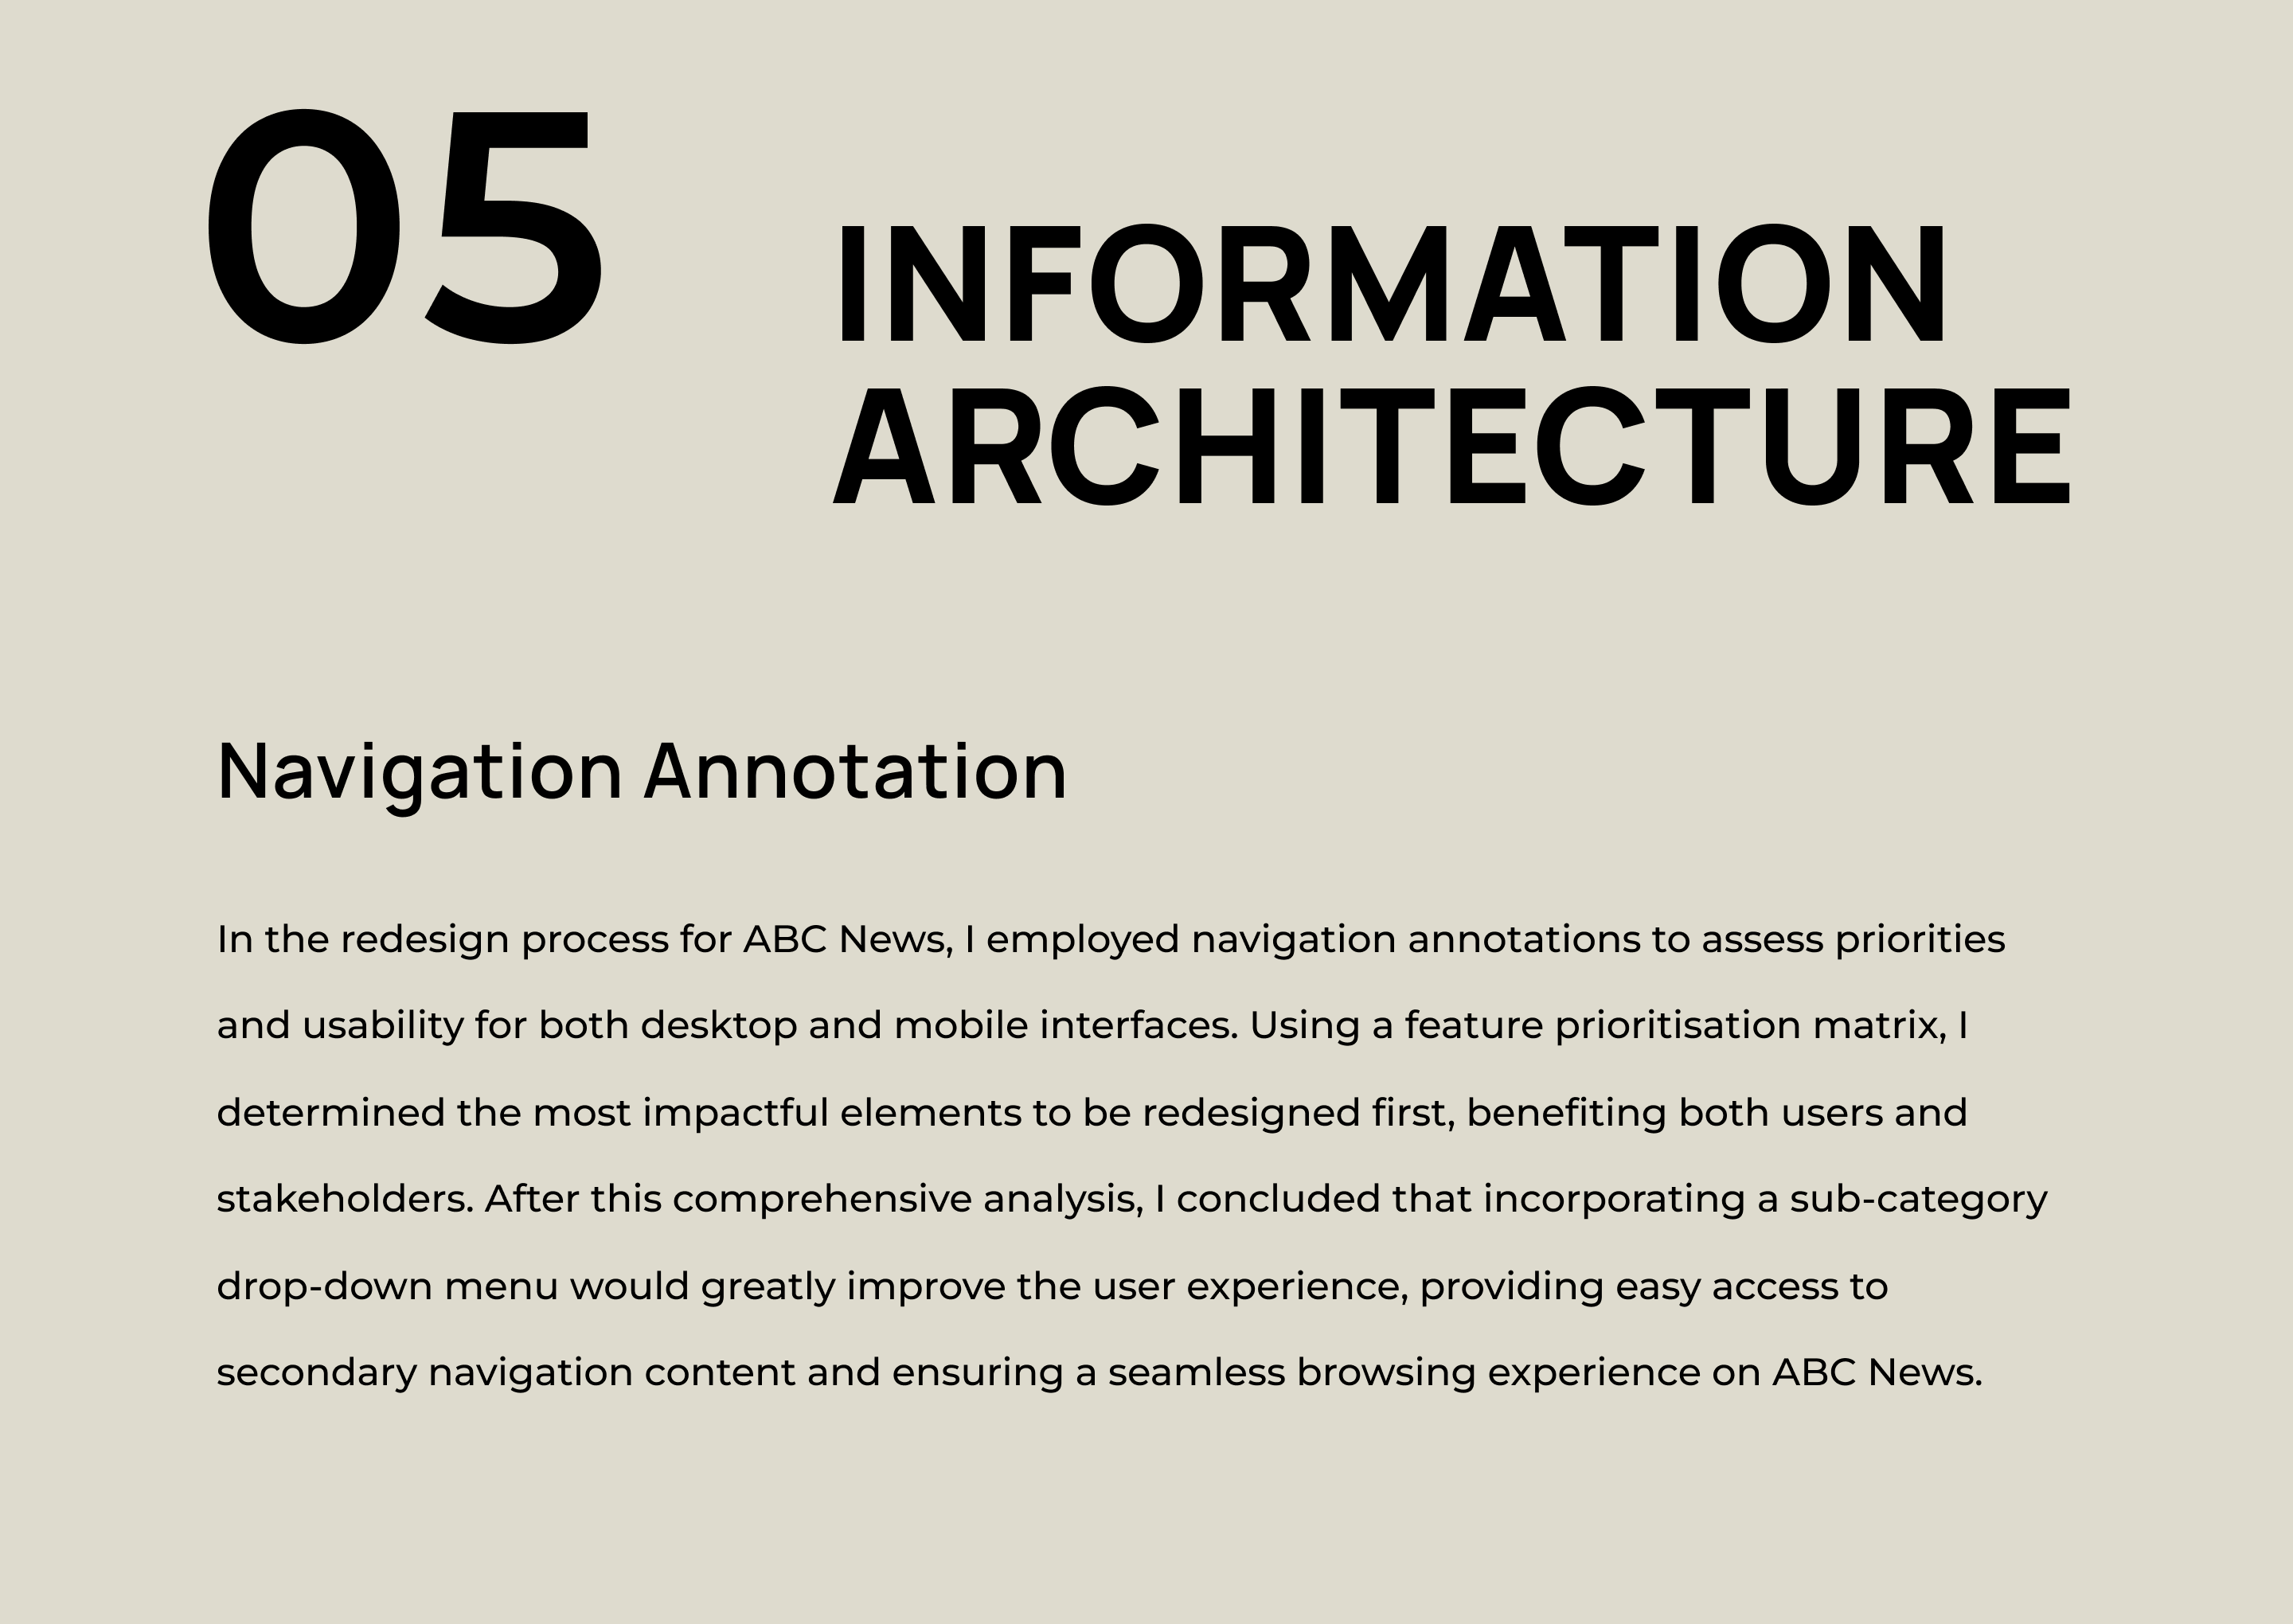 05
INFORMATION
ARCHITECTURE
Navigation Annotation
In the redesign process for ABC News, I employed navigation annotations to assess priorities
and usability for both desktop and mobile interfaces. Using a feature prioritisation matrix, I
determined the most impactful elements to be redesigned first, benefiting both users and
stakeholders. After this comprehensive analysis, I concluded that incorporating a sub-category
drop-down menu would greatly improve the user experience, providing easy access to
secondary navigation content and ensuring a seamless browsing experience on ABC News.